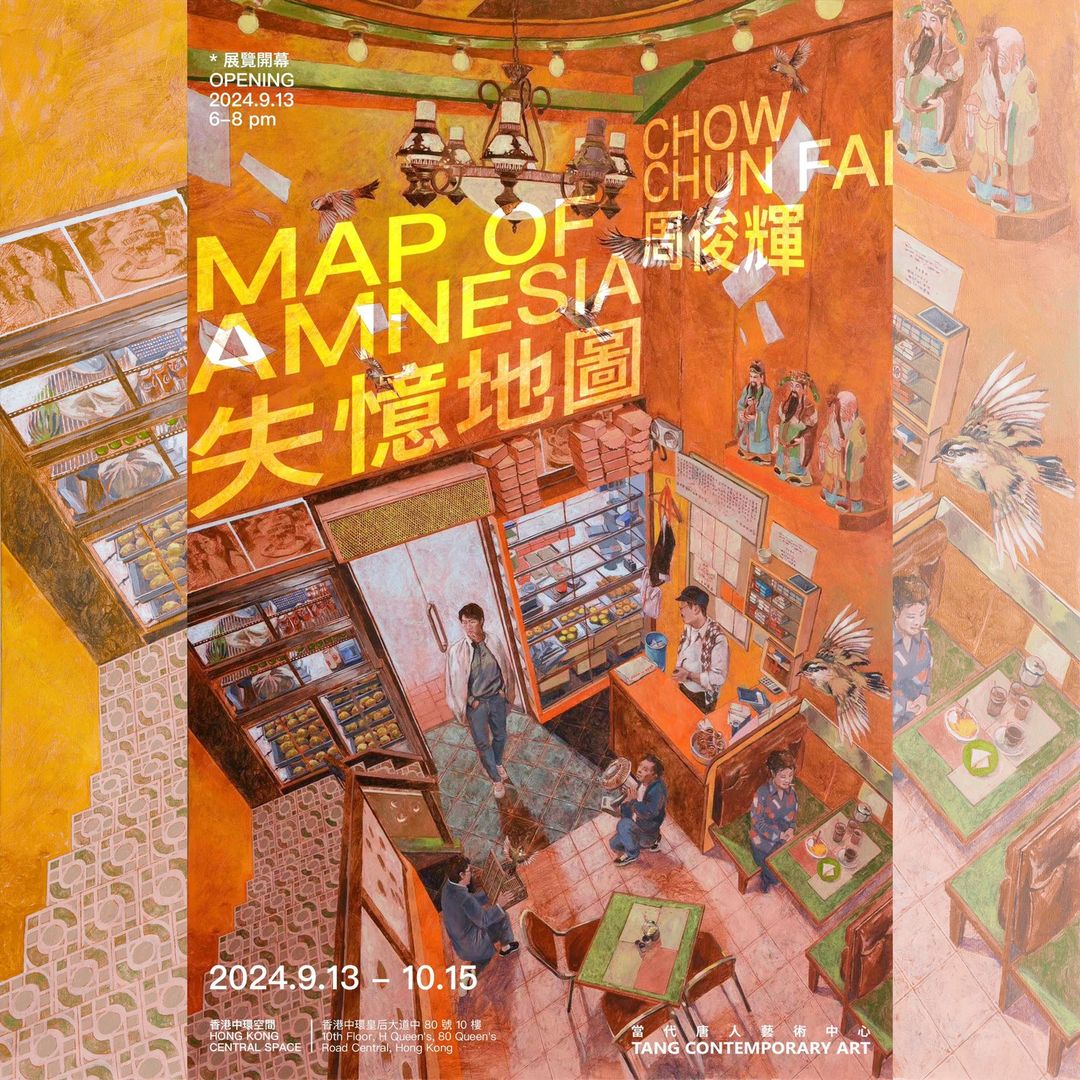 * 展覽開幕
OPENING
2024.9.13
6–8 pm
CHOW
CHUN FAI
周俊輝
MAP OF
AMNESIA
失憶地圖
2024.9.13 – 10.15
香港中環空間
HONG KONG
CENTRAL SPACE
香港中環皇后大道中 80 號 10 樓
10th Floor, H Queen's, 80 Queen's
Road Central, Hong Kong
當代唐人藝術中心
TANG CONTEMPORARY ART